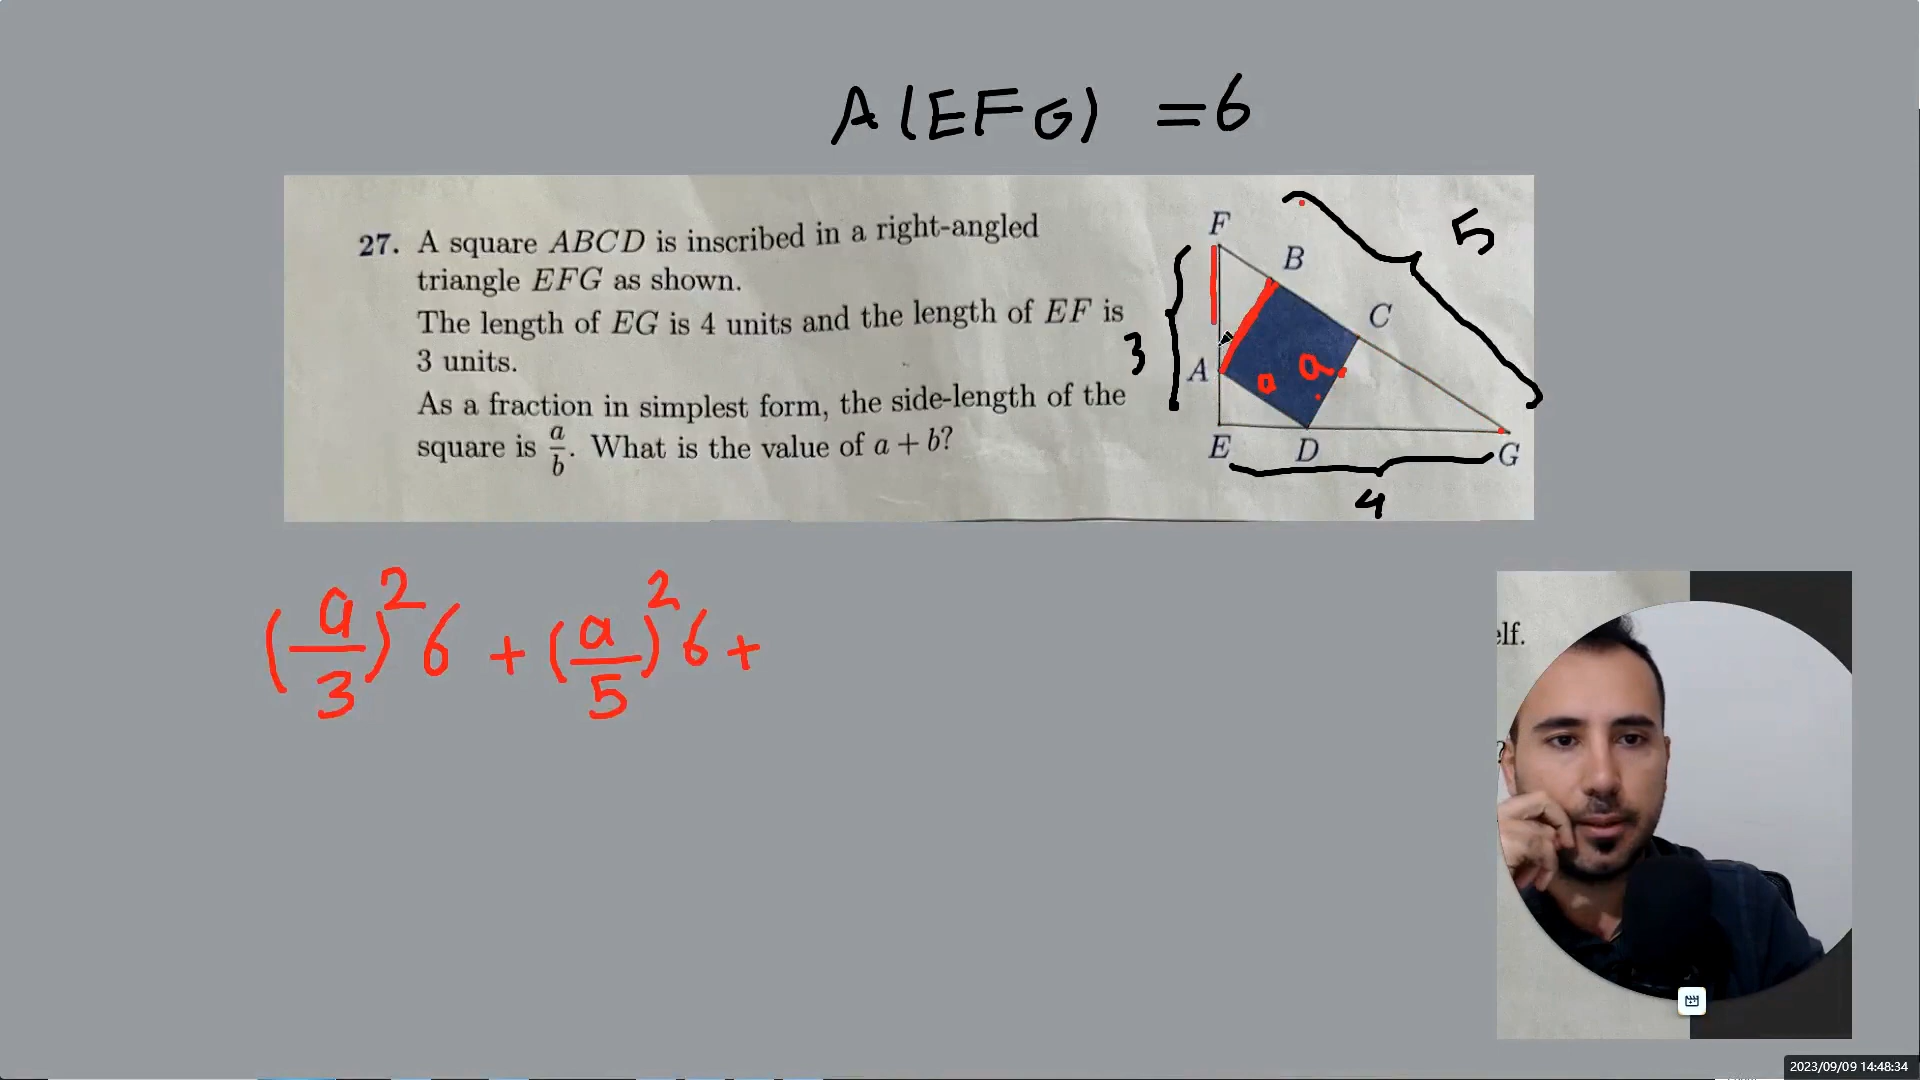 A(EFG) = 6
27. A square ABCD is inscribed in a right-angled
triangle EFG as shown.
The length of EG is 4 units and the length of EF is
3 units.
As a fraction in simplest form, the side-length of the
square is a/b. What is the value of a + b?
F
B
5
C
3
A
a
a
E
D
G
4
(a/3)² 6 + (a/5)² 6 +
elf.
?
2023/09/09 14:48:34